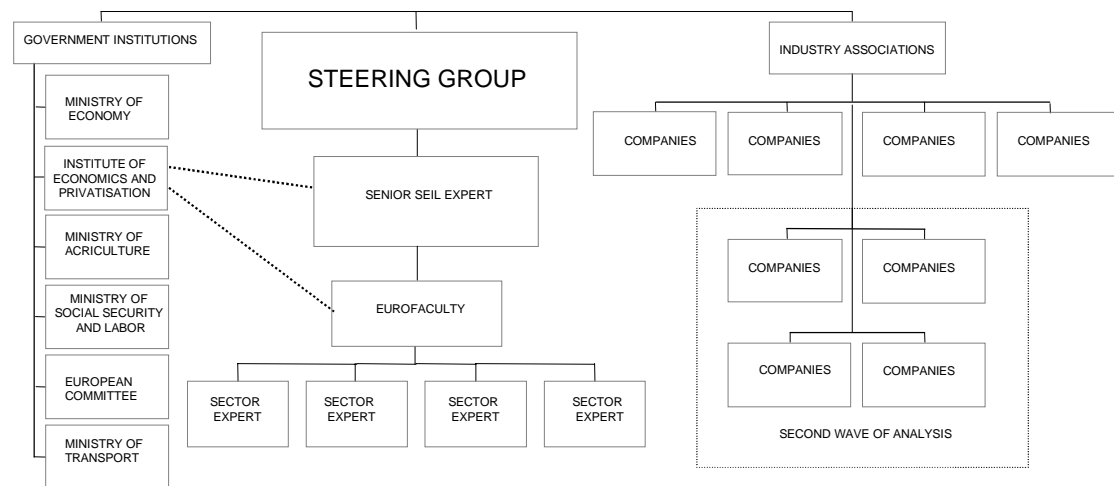 GOVERNMENT INSTITUTIONS
STEERING GROUP
INDUSTRY ASSOCIATIONS
MINISTRY OF
ECONOMY
INSTITUTE OF
ECONOMICS AND
PRIVATISATION
MINISTRY OF
ACRICULTURE
MINISTRY OF
SOCIAL SECURITY
AND LABOR
EUROPEAN
COMMITTEE
MINISTRY OF
TRANSPORT
SENIOR SEIL EXPERT
EUROFACULTY
SECTOR
EXPERT
SECTOR
EXPERT
SECTOR
EXPERT
SECTOR
EXPERT
COMPANIES
COMPANIES
COMPANIES
COMPANIES
COMPANIES
COMPANIES
COMPANIES
COMPANIES
SECOND WAVE OF ANALYSIS